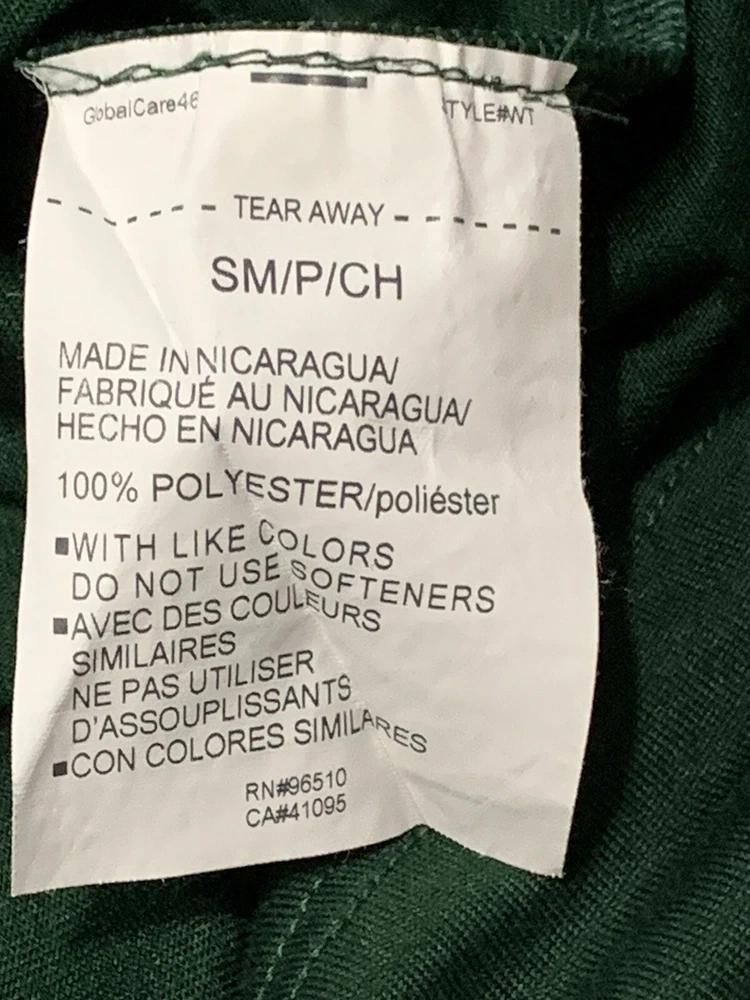 GlobalCare46
STYLE#WT
TEAR AWAY
SM/P/CH
MADE IN NICARAGUA/
FABRIQUÉ AU NICARAGUA/
HECHO EN NICARAGUA
100% POLYESTER/poliéster
▪WITH LIKE COLORS
DO NOT USE SOFTENERS
▪AVEC DES COULEURS
SIMILAIRES
NE PAS UTILISER
D'ASSOUPLISSANTS
▪CON COLORES SIMILARES
RN#96510
CA#41095